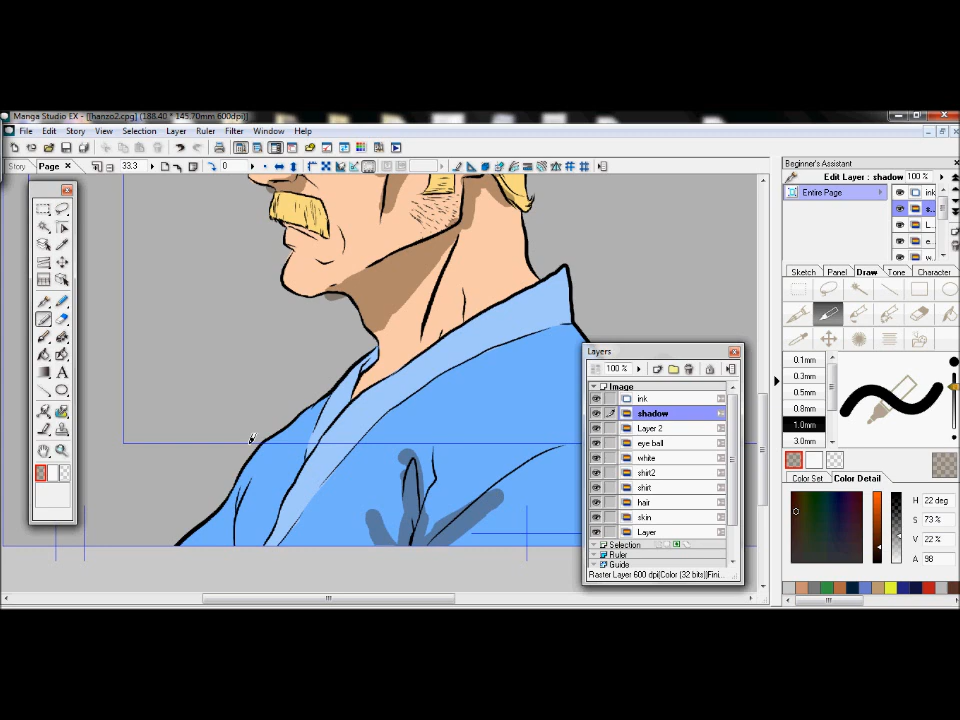 Manga Studio EX - [[hanzo2.cpg] (188.40 * 145.70mm 600dpi)]
File Edit Story View Selection Layer Ruler Filter Window Help
Story Page 33.3 0
Beginner's Assistant
Edit Layer : shadow 100 %
Entire Page
ink
s..
L
e..
w..
Sketch Panel Draw Tone Character
0.1mm
0.3mm
0.5mm
0.8mm
1.0mm
3.0mm
Color Set Color Detail
H 22 deg
S 73 %
V 22 %
A 98
Layers
100 %
Image
ink
shadow
Layer 2
eye ball
white
shirt2
shirt
hair
skin
Layer
Selection
Ruler
Guide
Raster Layer 600 dpi(Color (32 bits))Fini...
A